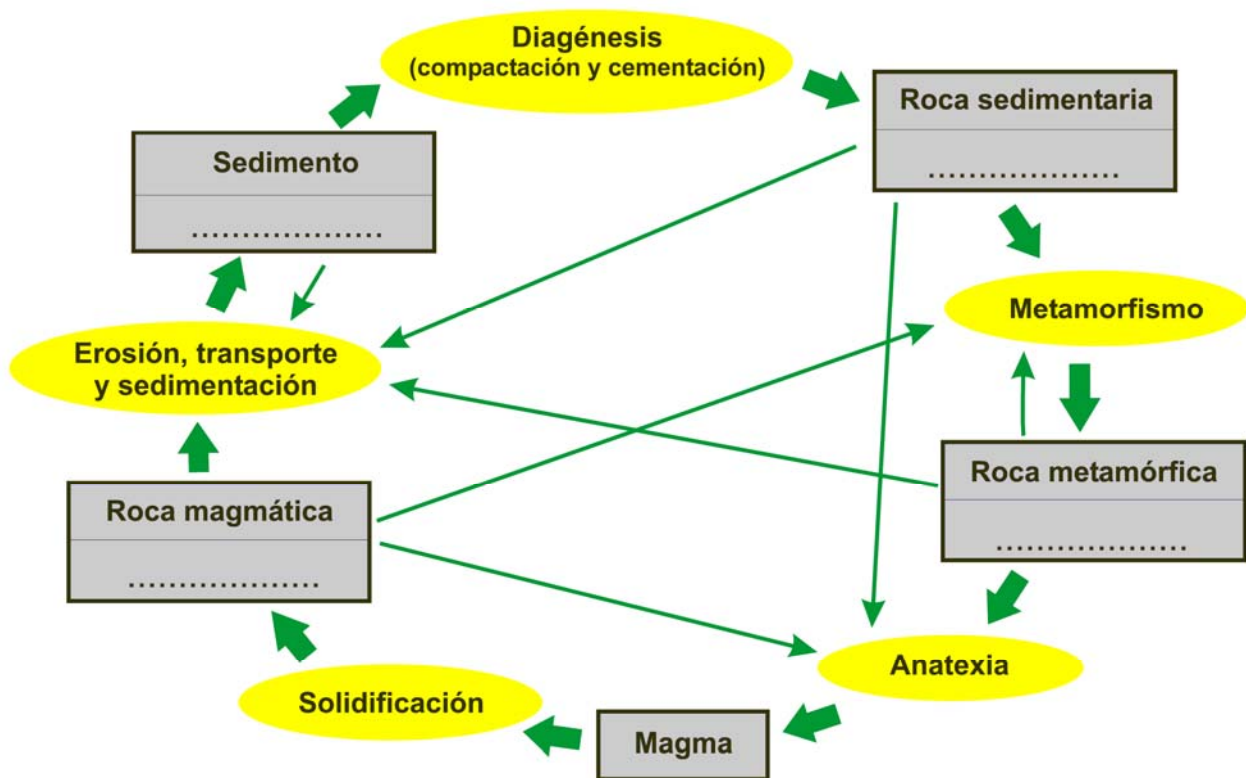 Diagénesis
(compactación y cementación)
Roca sedimentaria
...................
Sedimento
...................
Metamorfismo
Erosión, transporte
y sedimentación
Roca metamórfica
...................
Roca magmática
...................
Anatexia
Solidificación
Magma